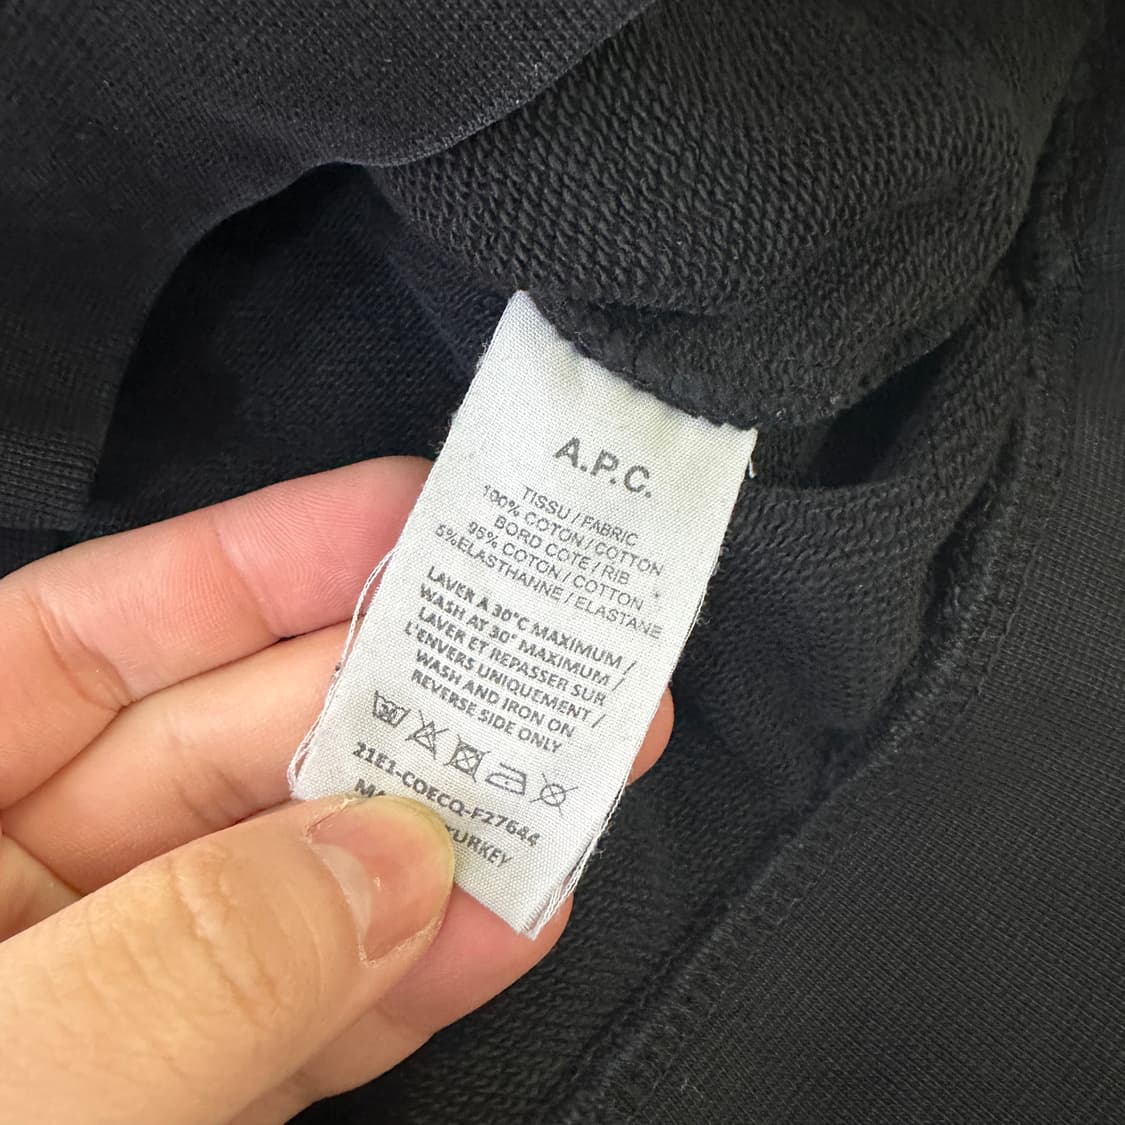 A.P.C.
TISSU / FABRIC
100% COTON / COTTON
BORD COTE / RIB
95% COTON / COTTON
5%ELASTHANNE / ELASTANE
LAVER A 30°C MAXIMUM /
WASH AT 30° MAXIMUM /
LAVER ET REPASSER SUR
L'ENVERS UNIQUEMENT /
WASH AND IRON ON
REVERSE SIDE ONLY
21E1-COECQ-F27644
TURKEY